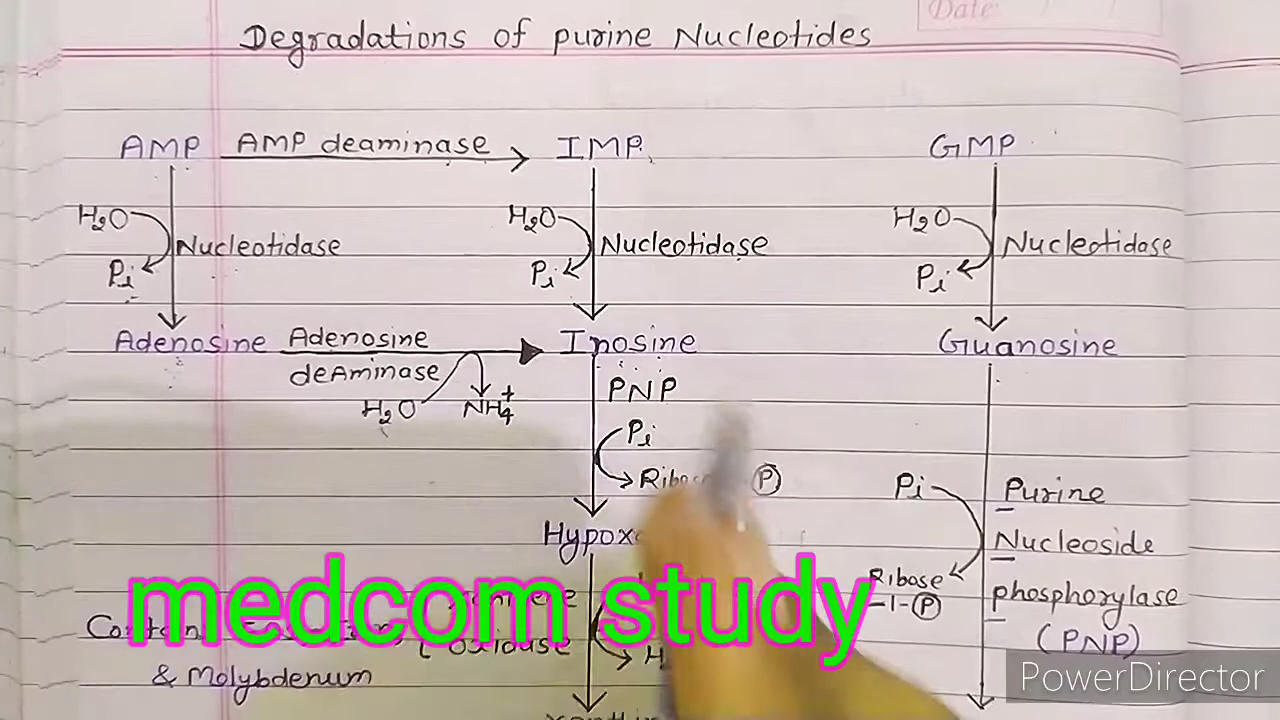 Date:
Degradations of purine Nucleotides
AMP AMP deaminase IMP GMP
H₂O H₂O H₂O
Nucleotidase Nucleotidase Nucleotidase
Pi Pi Pi
Adenosine Adenosine Inosine Guanosine
deAminase PNP
H₂O NH₄⁺
Pi
P
Pi Purine
Nucleoside
Ribase
-1-P phosphorylase
(PNP)
medcom study
& Molybdenum
PowerDirector